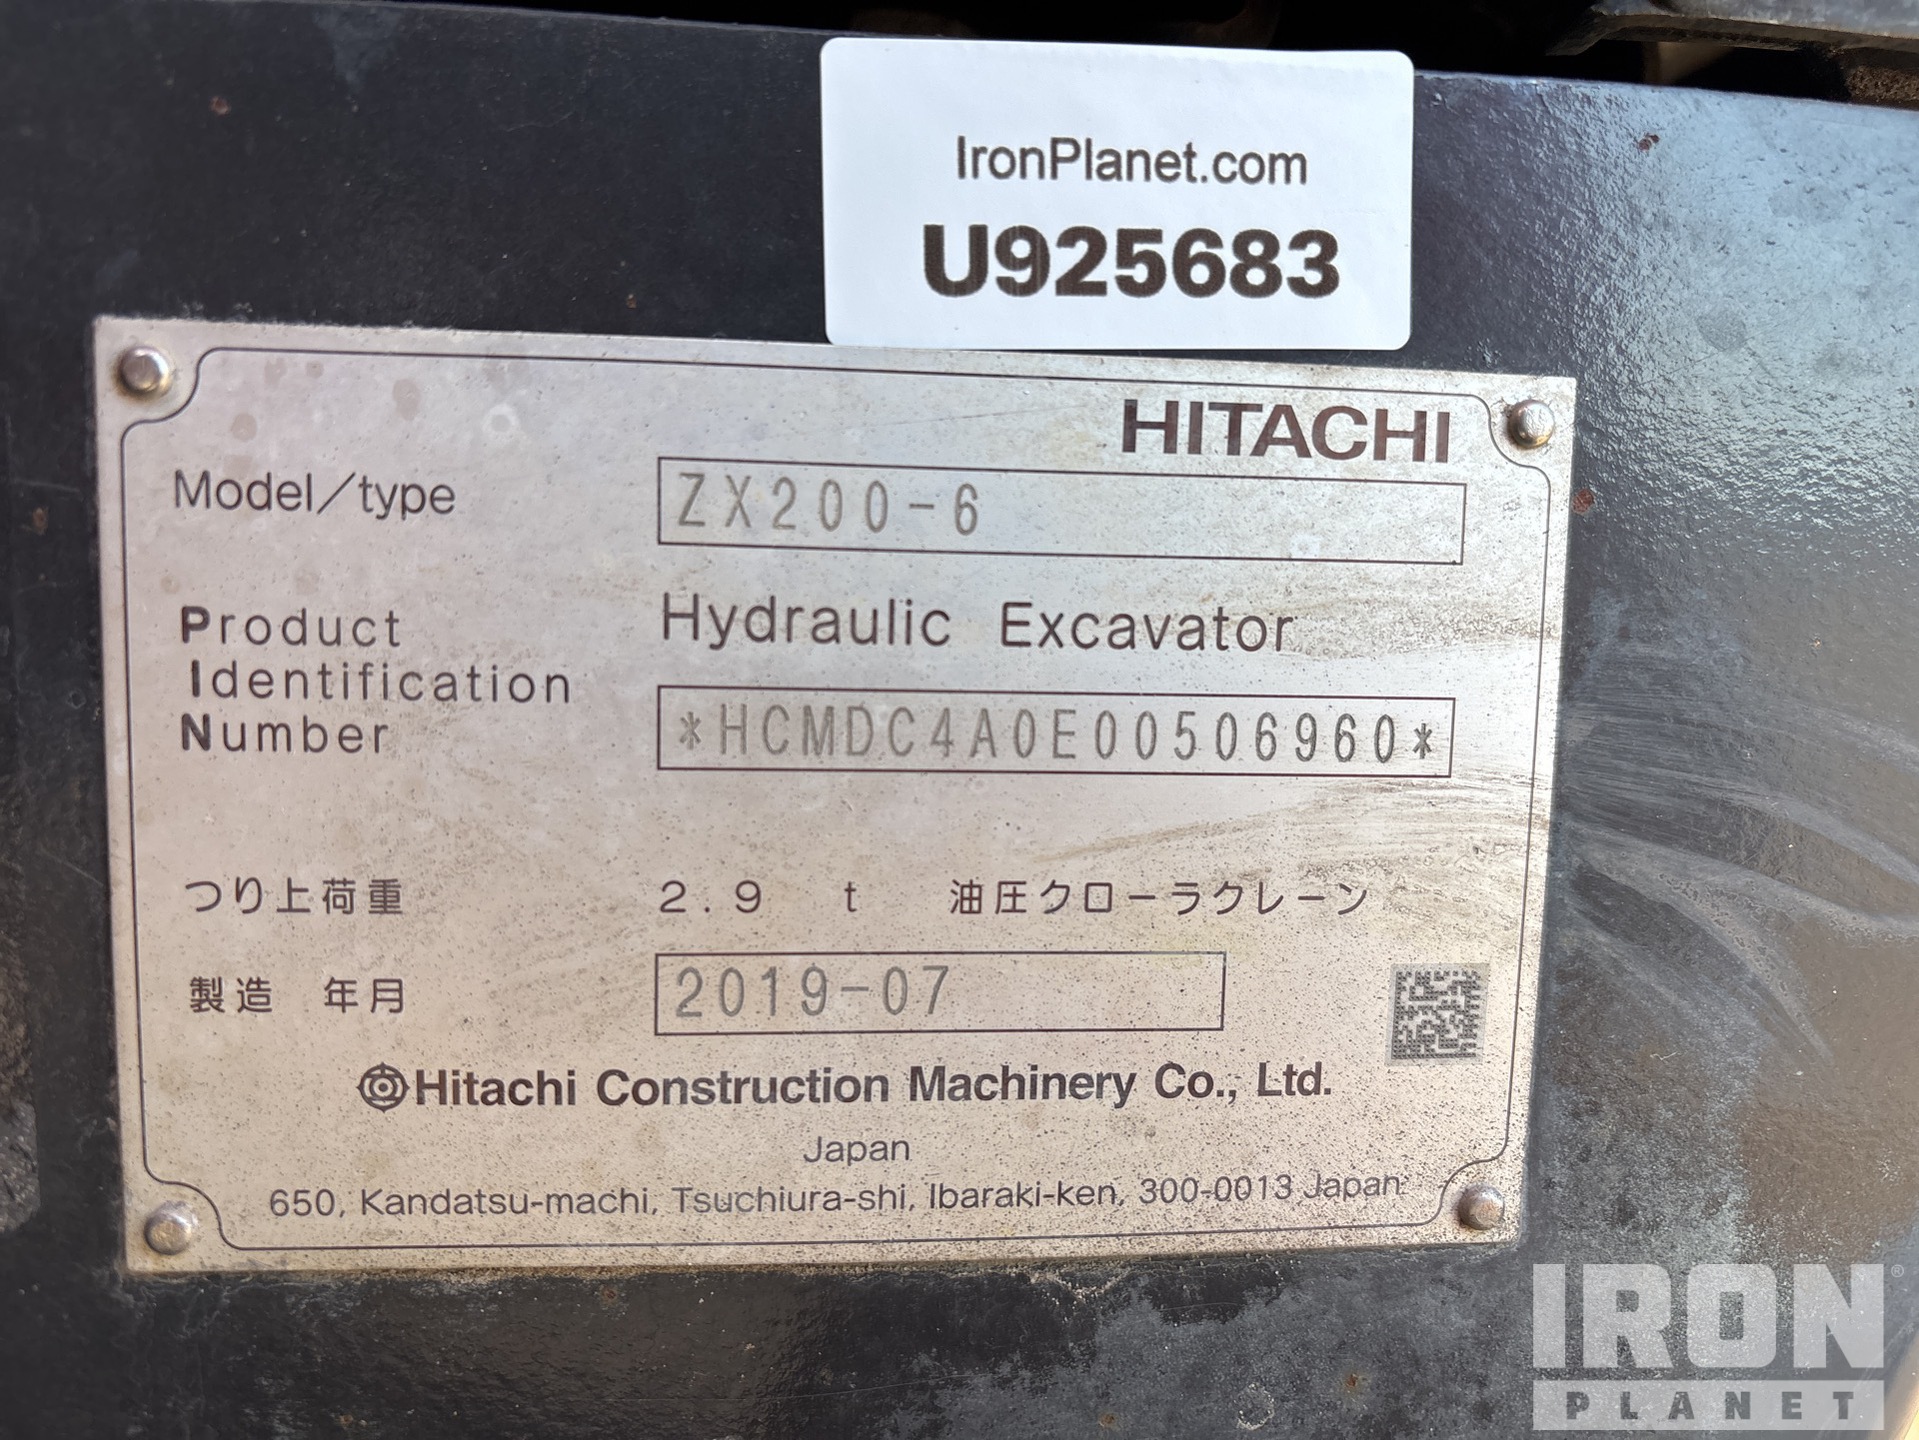 IronPlanet.com
U925683
HITACHI
Model/type ZX200-6
Hydraulic Excavator
Product
Identification
Number
*HCMDC4A0E00506960*
つり上荷重 2.9 t 油圧クローラクレーン
製造 年月 2019-07
Hitachi Construction Machinery Co., Ltd.
Japan
650, Kandatsu-machi, Tsuchiura-shi, Ibaraki-ken, 300-0013 Japan
IRON®
PLANET